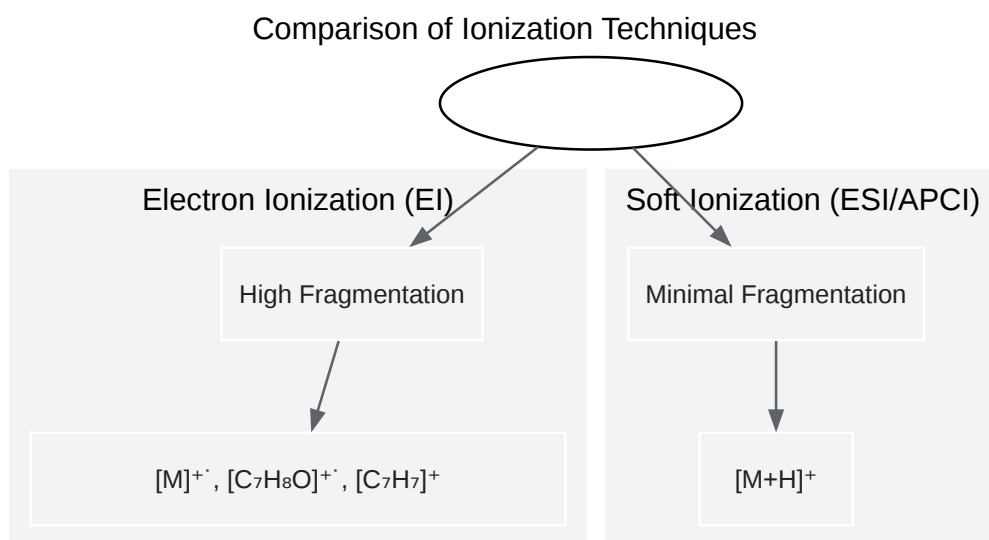 Comparison of Ionization Techniques
Electron Ionization (EI)
Soft Ionization (ESI/APCI)
High Fragmentation
Minimal Fragmentation
[M]⁺˙, [C₇H₈O]⁺˙, [C₇H₇]⁺
[M+H]⁺